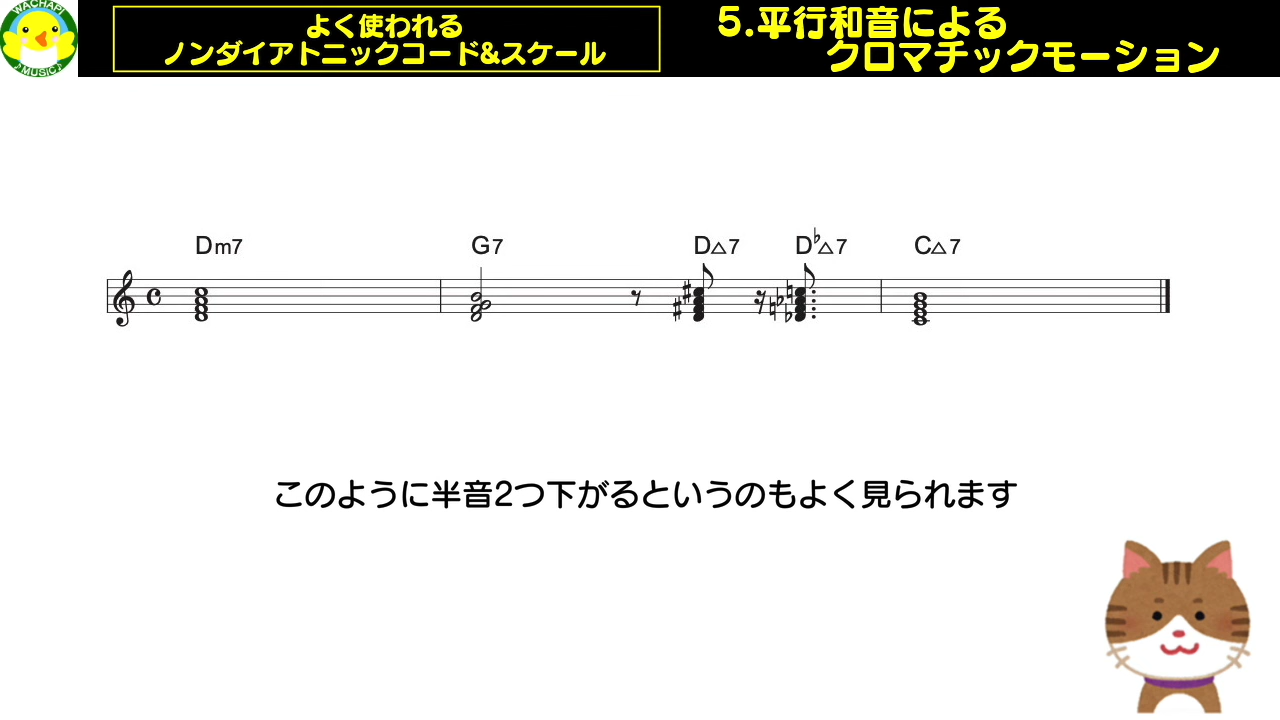 WACHAPI
♪MUSIC♪
よく使われる
ノンダイアトニックコード&スケール
5.平行和音による
クロマチックモーション
Dm7 G7 D△7 D♭△7 C△7
このように半音2つ下がるというのもよく見られます